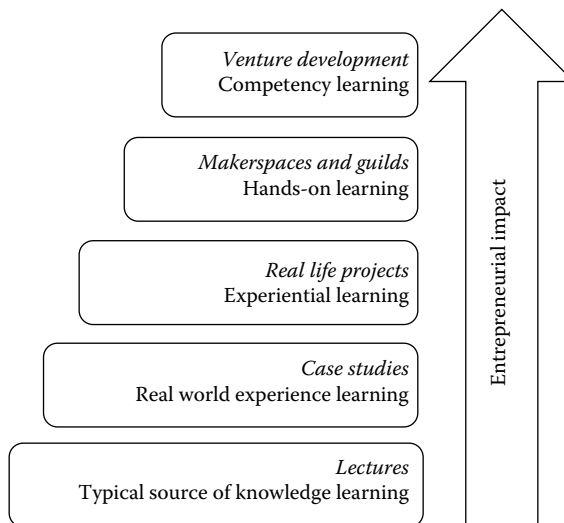 Venture development
Competency learning
Makerspaces and guilds
Hands-on learning
Real life projects
Experiential learning
Case studies
Real world experience learning
Lectures
Typical source of knowledge learning
Entrepreneurial impact